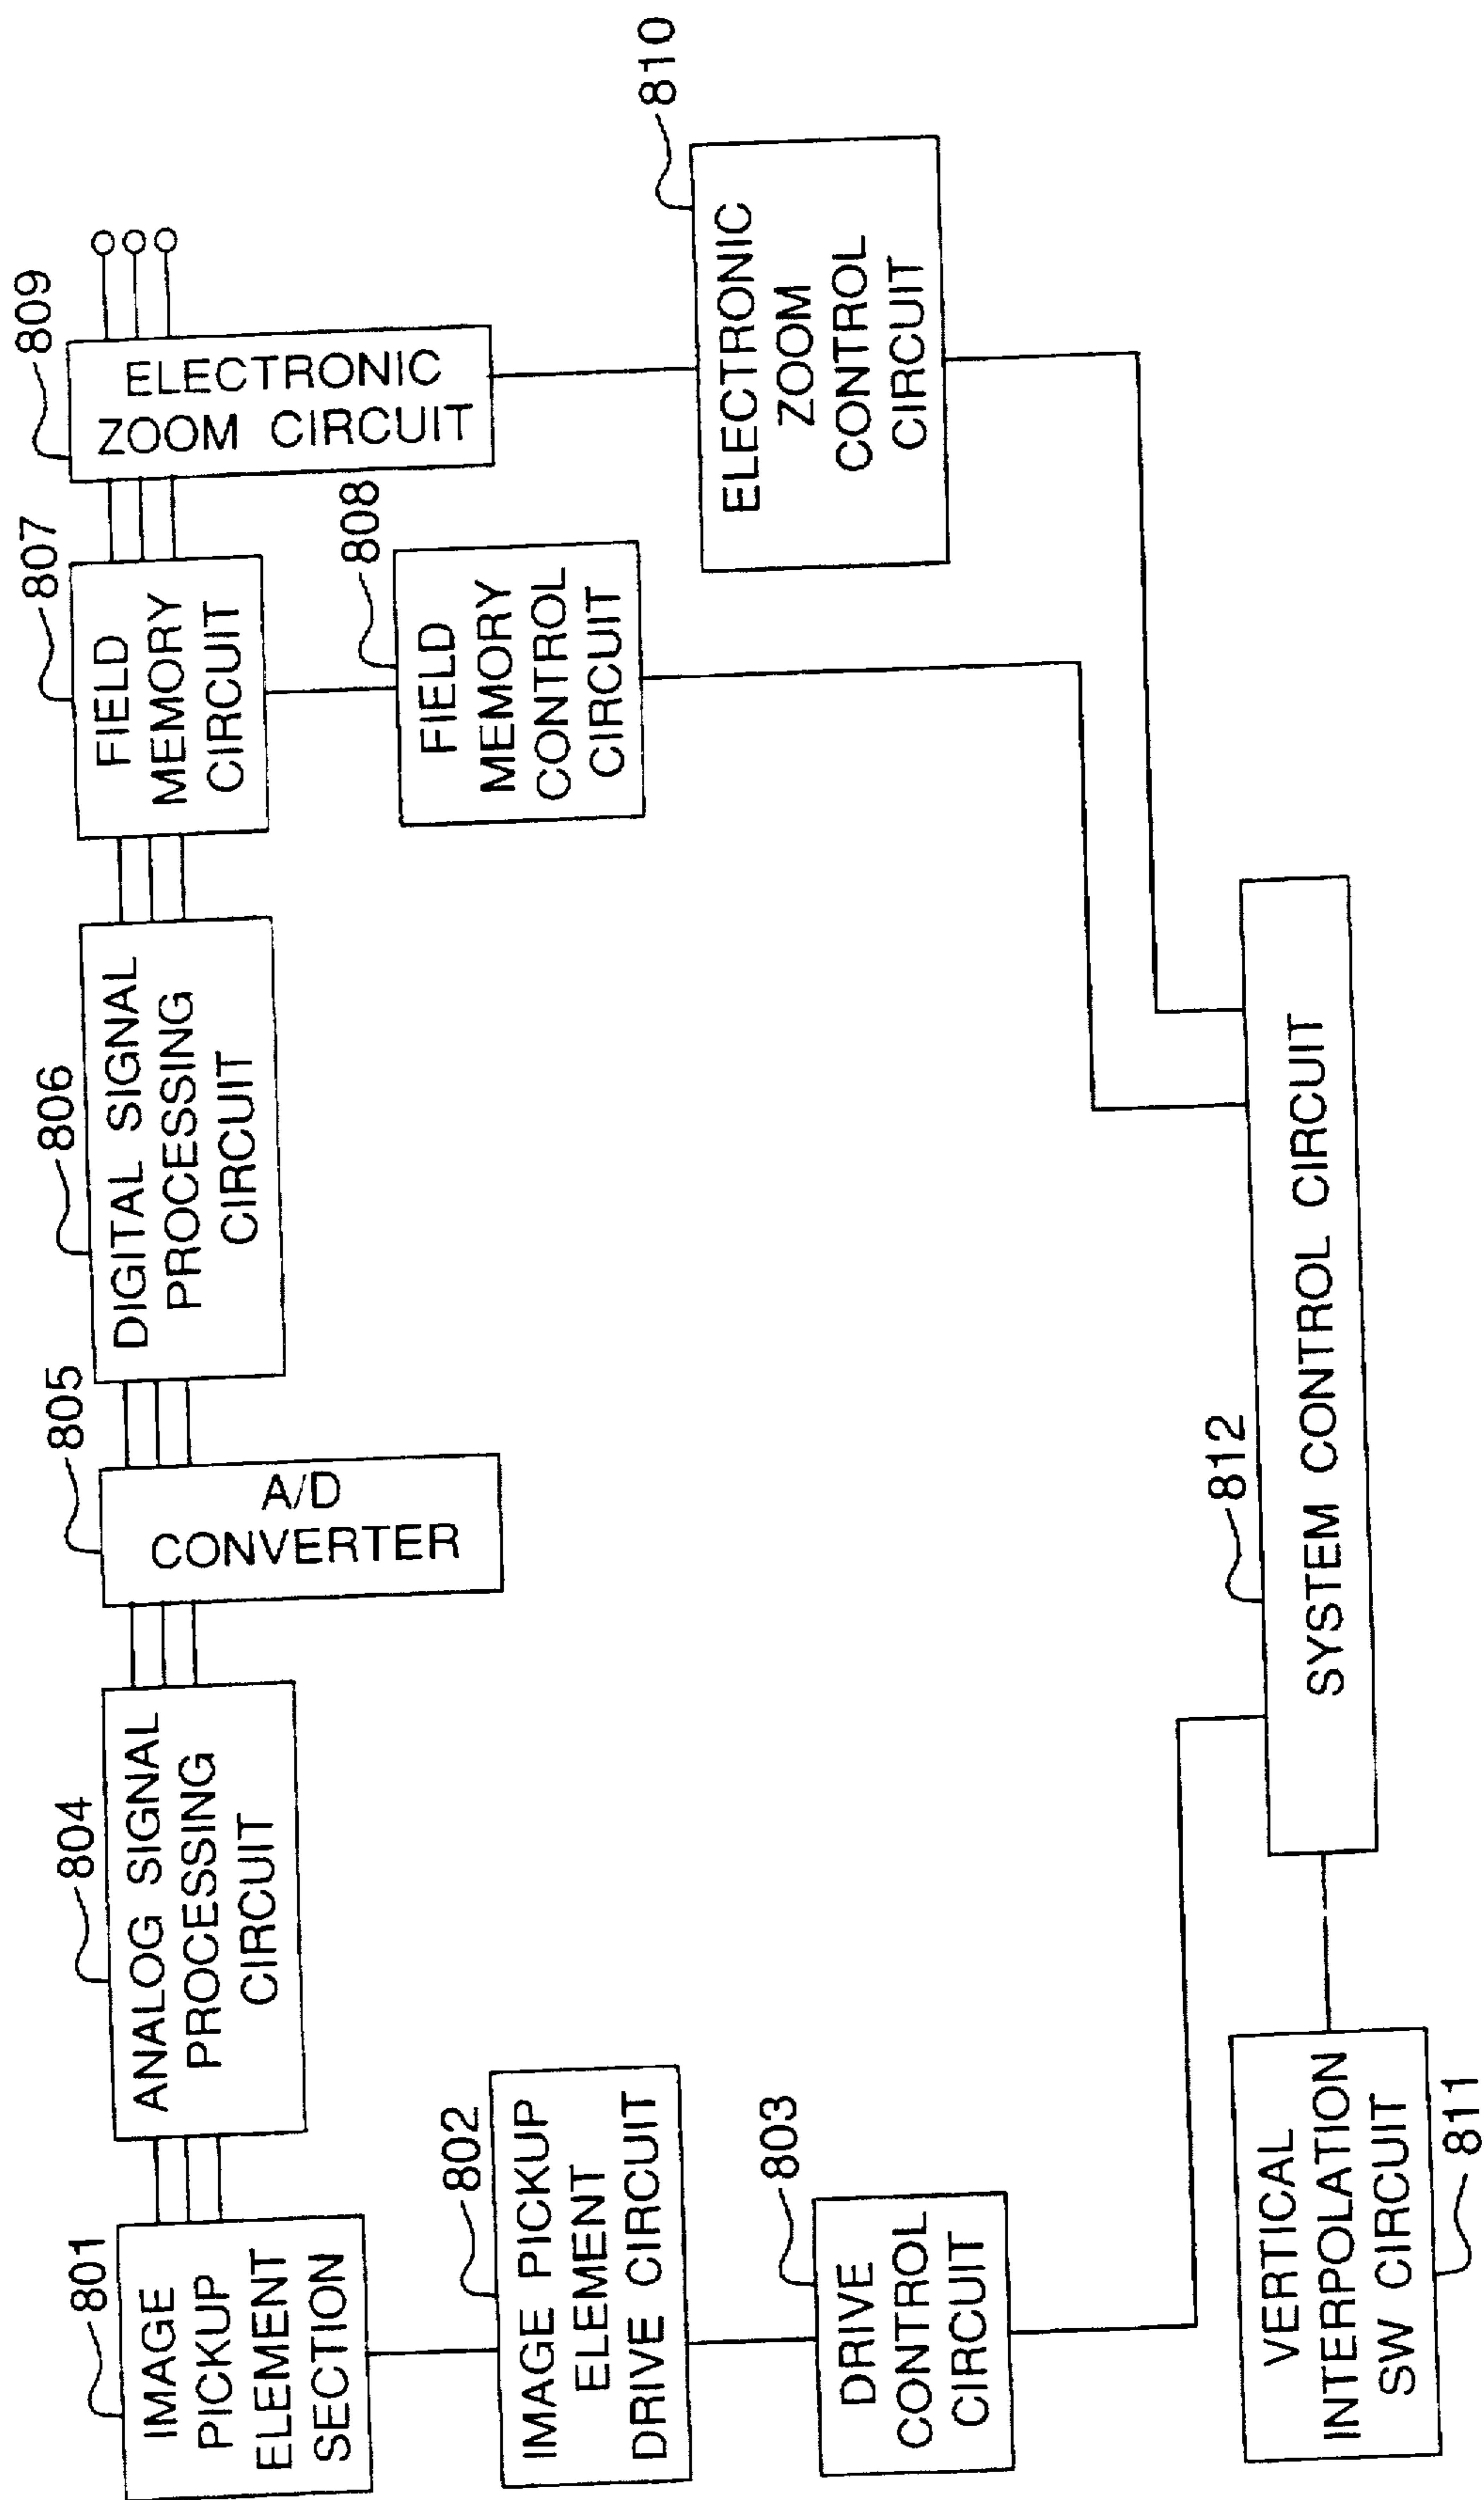 801
IMAGE
PICKUP
ELEMENT
SECTION
804
ANALOG SIGNAL
PROCESSING
CIRCUIT
805
A/D
CONVERTER
806
DIGITAL SIGNAL
PROCESSING
CIRCUIT
807
FIELD
MEMORY
CIRCUIT
809
ELECTRONIC
ZOOM CIRCUIT
802
IMAGE PICKUP
ELEMENT
DRIVE CIRCUIT
808
FIELD
MEMORY
CONTROL
CIRCUIT
810
ELECTRONIC
ZOOM
CONTROL
CIRCUIT
803
DRIVE
CONTROL
CIRCUIT
811
VERTICAL
INTERPOLATION
SW CIRCUIT
812
SYSTEM CONTROL CIRCUIT